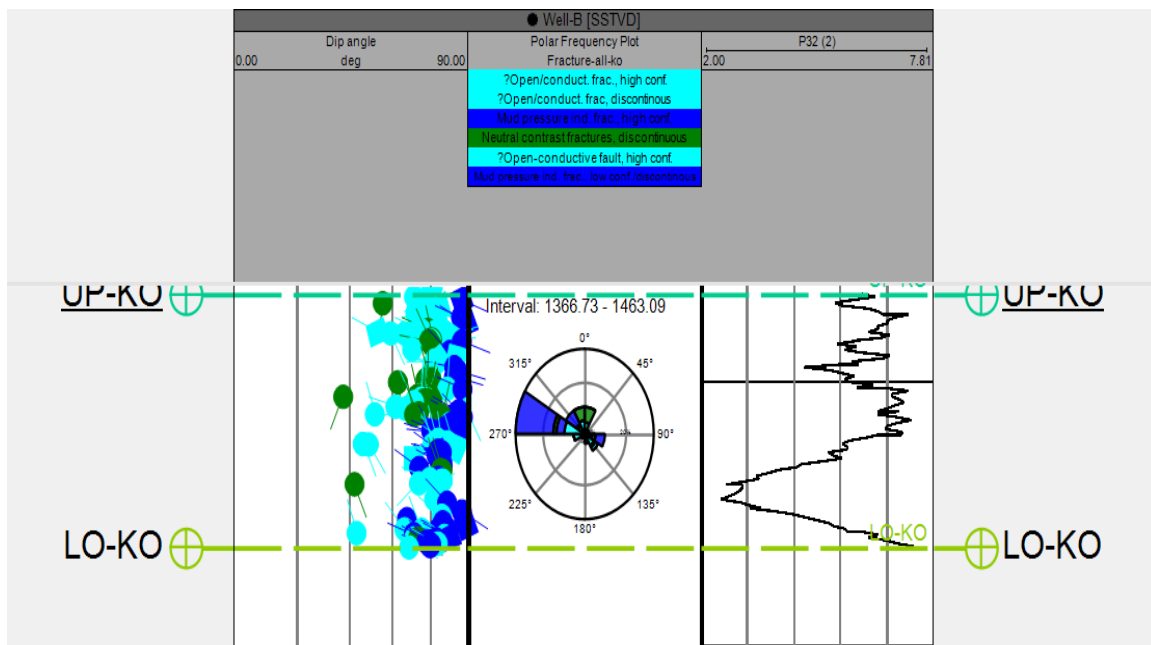 Well-B [SSTVD]
Dip angle
0.00 deg 90.00
Polar Frequency Plot
Fracture-all-ko
P32 (2)
2.00 7.81
?Open/conduct. frac., high conf.
?Open/conduct. frac, discontinous
Mud pressure ind. frac., high conf.
Neutral contrast fractures, discontinuous
?Open-conductive fault, high conf.
Mud pressure ind. frac., low conf./discontinous
UP-KO
UP-KO
UP-KO
Interval: 1366.73 - 1463.09
0°
315° 45°
270° 90°
225° 135°
180°
LO-KO
LO-KO
LO-KO